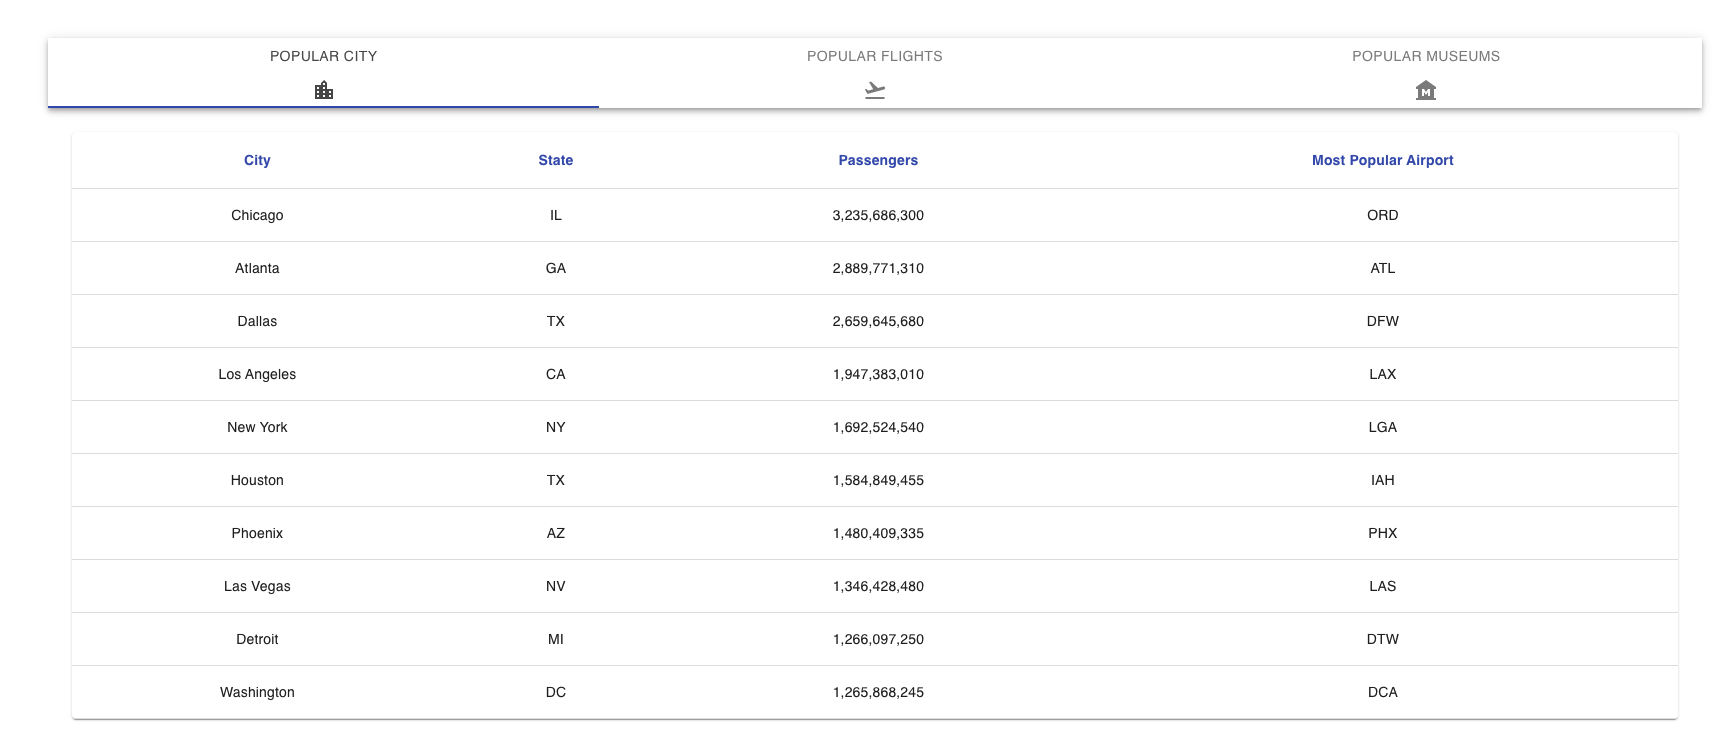 POPULAR CITY POPULAR FLIGHTS POPULAR MUSEUMS
M
City State Passengers Most Popular Airport
Chicago IL 3,235,686,300 ORD
Atlanta GA 2,889,771,310 ATL
Dallas TX 2,659,645,680 DFW
Los Angeles CA 1,947,383,010 LAX
New York NY 1,692,524,540 LGA
Houston TX 1,584,849,455 IAH
Phoenix AZ 1,480,409,335 PHX
Las Vegas NV 1,346,428,480 LAS
Detroit MI 1,266,097,250 DTW
Washington DC 1,265,868,245 DCA